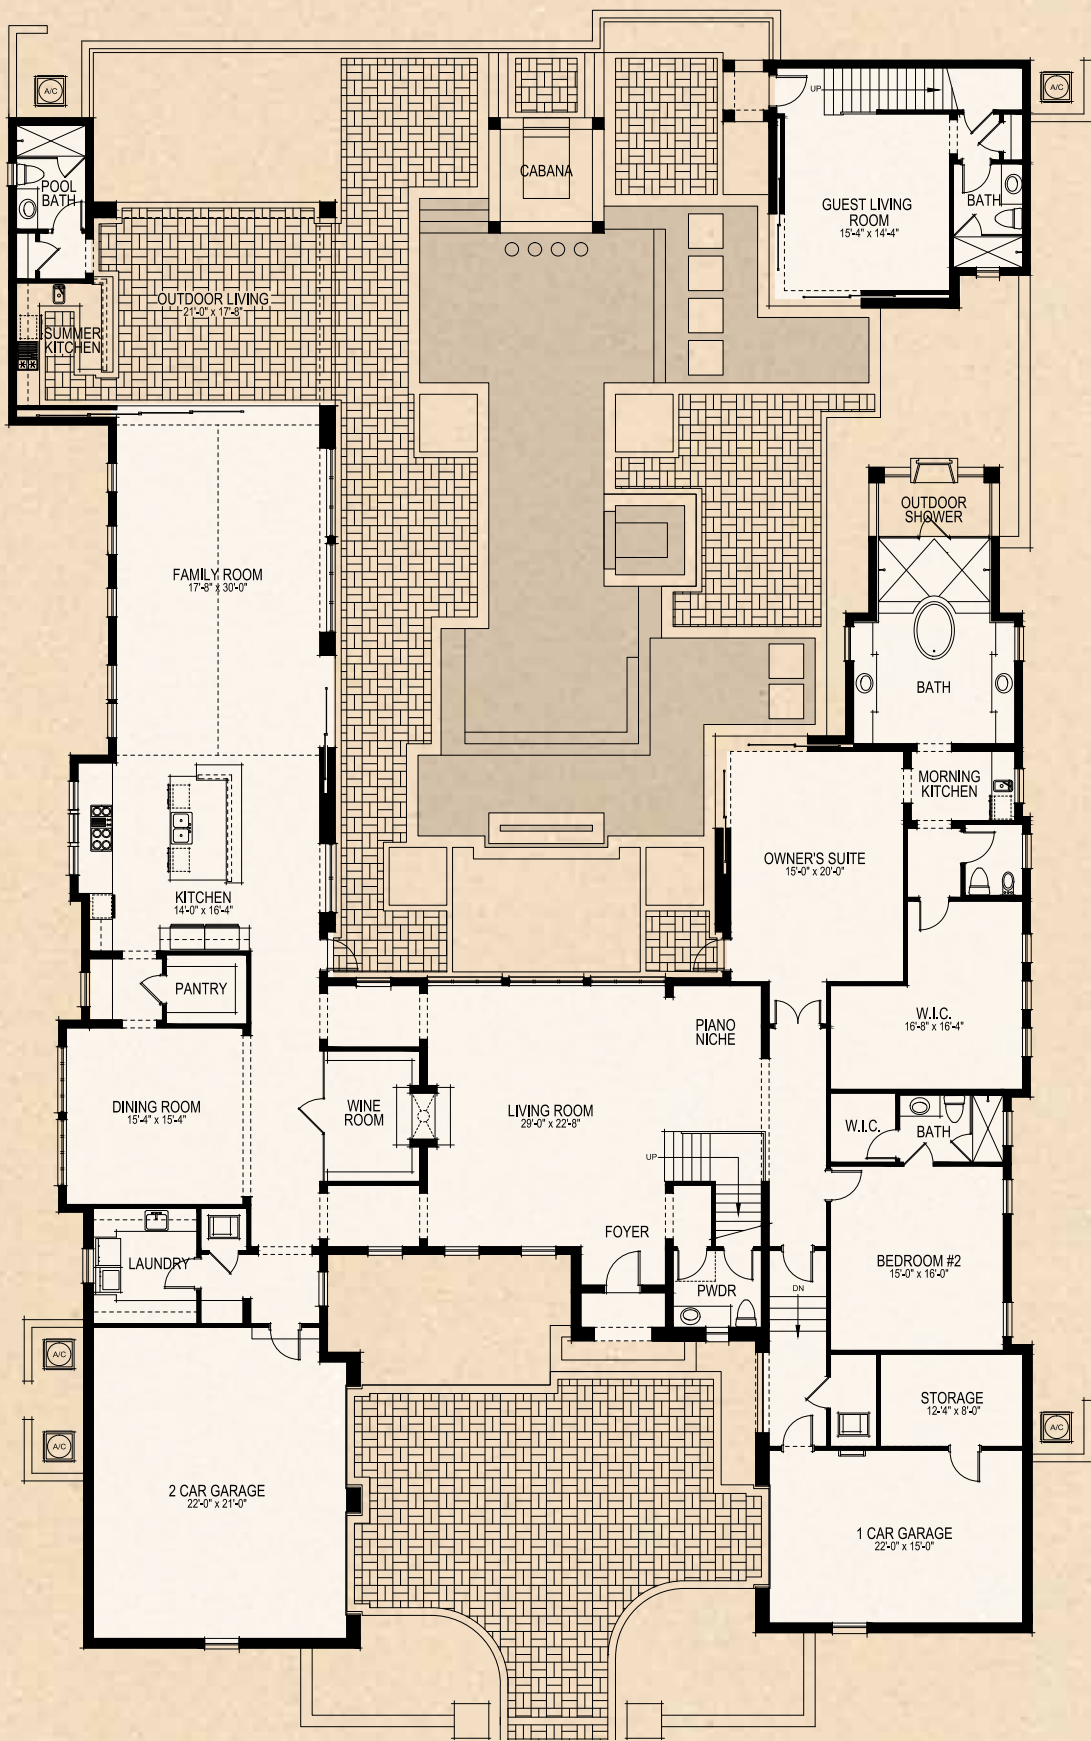 A/C
UP
A/C
CABANA
POOL
BATH
GUEST LIVING
ROOM
15'-4" x 14'-4"
BATH
OUTDOOR LIVING
21'-0" x 17'-8"
SUMMER
KITCHEN
OUTDOOR
SHOWER
FAMILY ROOM
17'-8" x 30'-0"
BATH
MORNING
KITCHEN
OWNER'S SUITE
15'-0" x 20'-0"
KITCHEN
14'-0" x 16'-4"
PANTRY
PIANO
NICHE
W.I.C.
16'-8" x 16'-4"
DINING ROOM
15'-4" x 15'-4"
WINE
ROOM
LIVING ROOM
29'-0" x 22'-8"
W.I.C.
BATH
UP
FOYER
LAUNDRY
BEDROOM #2
15'-0" x 16'-0"
PWDR
DN
A/C
STORAGE
12'-4" x 8'-0"
A/C
A/C
2 CAR GARAGE
22'-0" x 21'-0"
1 CAR GARAGE
22'-0" x 15'-0"